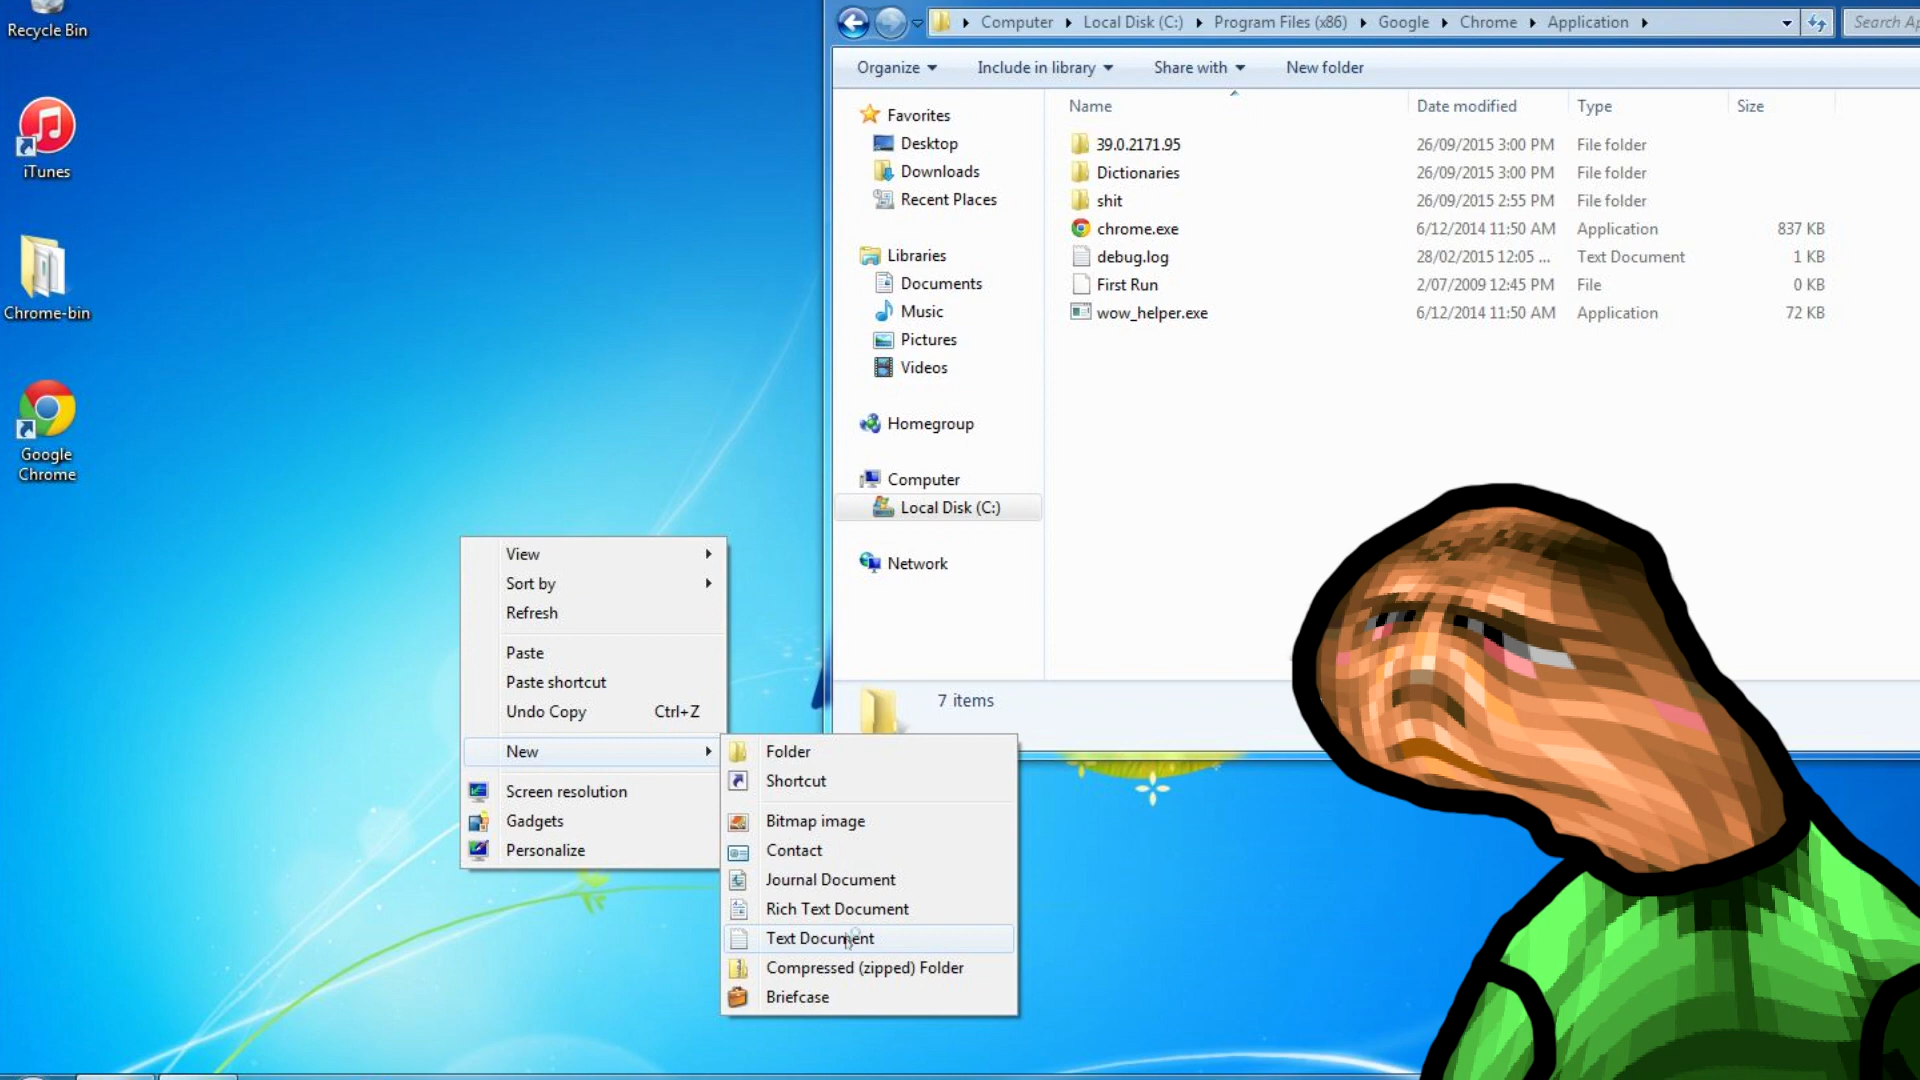 Recycle Bin
iTunes
Chrome-bin
Google
Chrome
Computer Local Disk (C:) Program Files (x86) Google Chrome Application
Search Ap
Organize Include in library Share with New folder
Favorites
Desktop
Downloads
Recent Places
Libraries
Documents
Music
Pictures
Videos
Homegroup
Computer
Local Disk (C:)
Network
Name Date modified Type Size
39.0.2171.95 26/09/2015 3:00 PM File folder
Dictionaries 26/09/2015 3:00 PM File folder
shit 26/09/2015 2:55 PM File folder
chrome.exe 6/12/2014 11:50 AM Application 837 KB
debug.log 28/02/2015 12:05 ... Text Document 1 KB
First Run 2/07/2009 12:45 PM File 0 KB
wow_helper.exe 6/12/2014 11:50 AM Application 72 KB
7 items
View
Sort by
Refresh
Paste
Paste shortcut
Undo Copy Ctrl+Z
New
Screen resolution
Gadgets
Personalize
Folder
Shortcut
Bitmap image
Contact
Journal Document
Rich Text Document
Text Document
Compressed (zipped) Folder
Briefcase